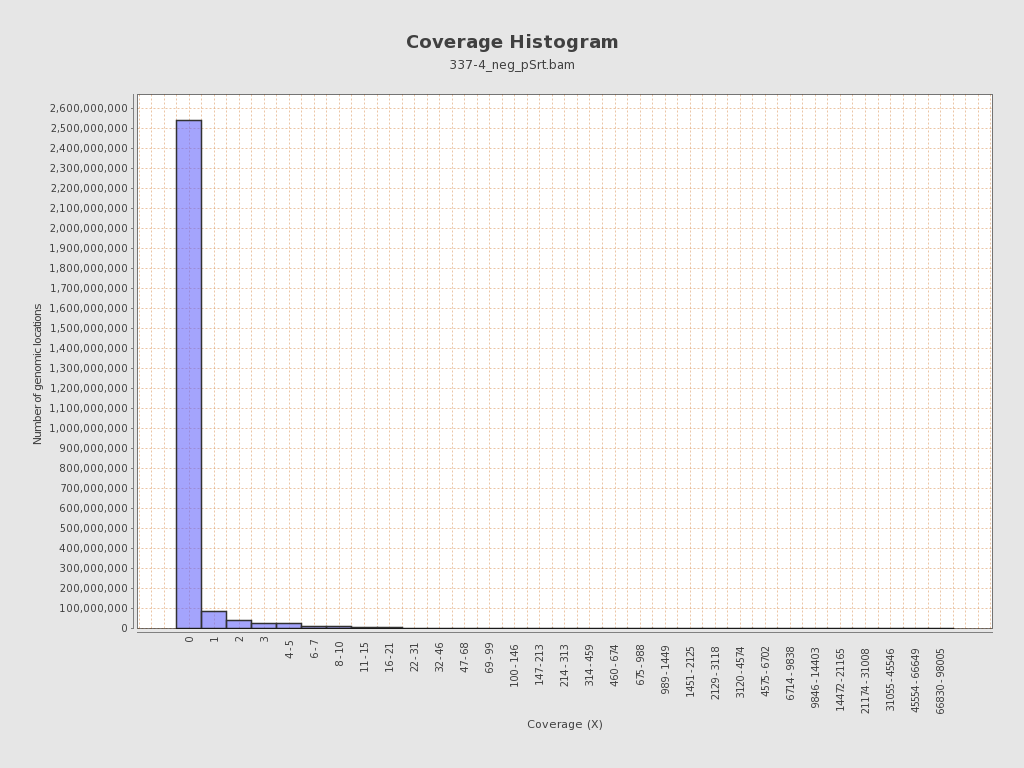 Coverage Histogram
337-4_neg_pSrt.bam
Number of genomic locations
2,600,000,000
2,500,000,000
2,400,000,000
2,300,000,000
2,200,000,000
2,100,000,000
2,000,000,000
1,900,000,000
1,800,000,000
1,700,000,000
1,600,000,000
1,500,000,000
1,400,000,000
1,300,000,000
1,200,000,000
1,100,000,000
1,000,000,000
900,000,000
800,000,000
700,000,000
600,000,000
500,000,000
400,000,000
300,000,000
200,000,000
100,000,000
0
0
1
2
3
4 - 5
6 - 7
8 - 10
11 - 15
16 - 21
22 - 31
32 - 46
47 - 68
69 - 99
100 - 146
147 - 213
214 - 313
314 - 459
460 - 674
675 - 988
989 - 1449
1451 - 2125
2129 - 3118
3120 - 4574
4575 - 6702
6714 - 9838
9846 - 14403
14472 - 21165
21174 - 31008
31055 - 45546
45554 - 66649
66830 - 98005
Coverage (X)